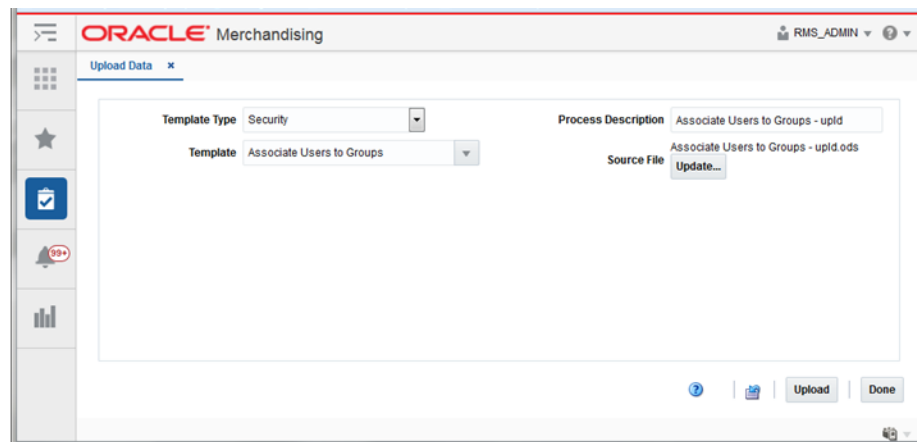 ORACLE® Merchandising
RMS_ADMIN
Upload Data ×
Template Type Security
Process Description Associate Users to Groups - upld
Template Associate Users to Groups
Source File Associate Users to Groups - upld.ods
Update...
99+
Upload
Done